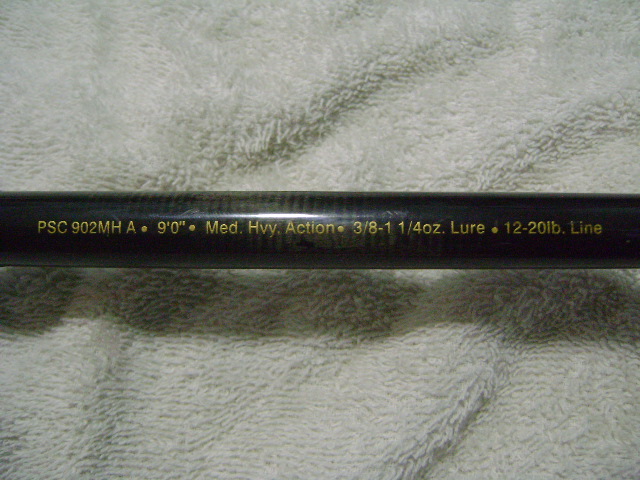 PSC 902MH A • 9'0" • Med. Hvy. Action • 3/8-1 1/4oz. Lure • 12-20lb. Line